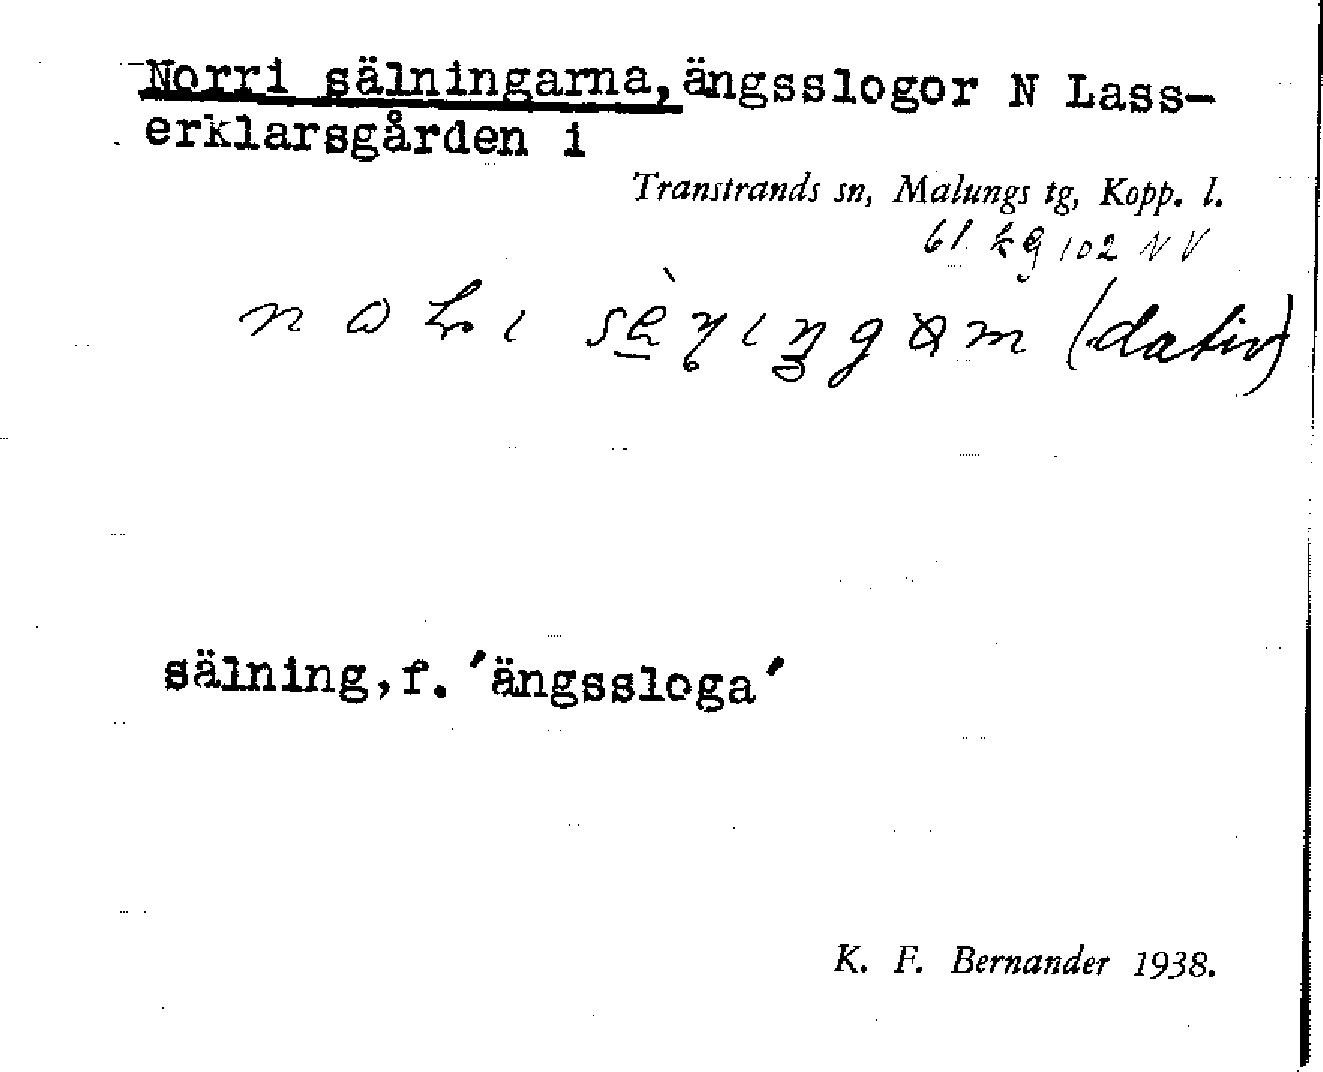 Norri sälningarna, ängsslogor N Lass-
erklarsgården i
Transtrands sn, Malungs tg, Kopp. l.
61 kg 102 NV
(dativ)
sälning, f. 'ängssloga'
K. F. Bernander 1938.